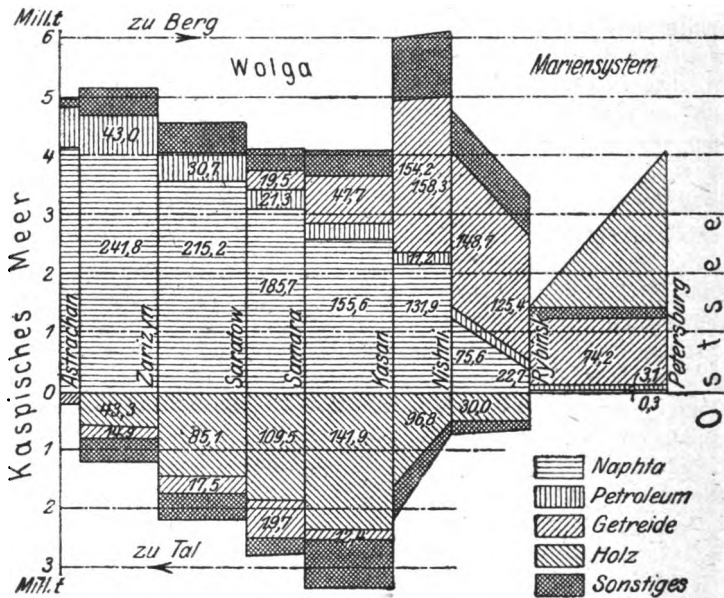 Mill.t
zu Berg
6
Wolga
Mariensystem
5
43,0
4
30,7
19,5
47,7
154,2
158,3
21,3
3
148,7
241,8
215,2
11,2
2
185,7
155,6
131,9
125,4
1
75,6
74,2
22,7
3,1
0
0,3
Kaspisches Meer
Astrachan
Zarizyn
Saratow
Samara
Kasan
Nishni
Rybinsk
Petersburg
Ostsee
43,3
96,8
30,0
14,9
85,1
109,5
141,9
1
17,5
2
19,7
12,4
zu Tal
3
Mill.t
Naphta
Petroleum
Getreide
Holz
Sonstiges